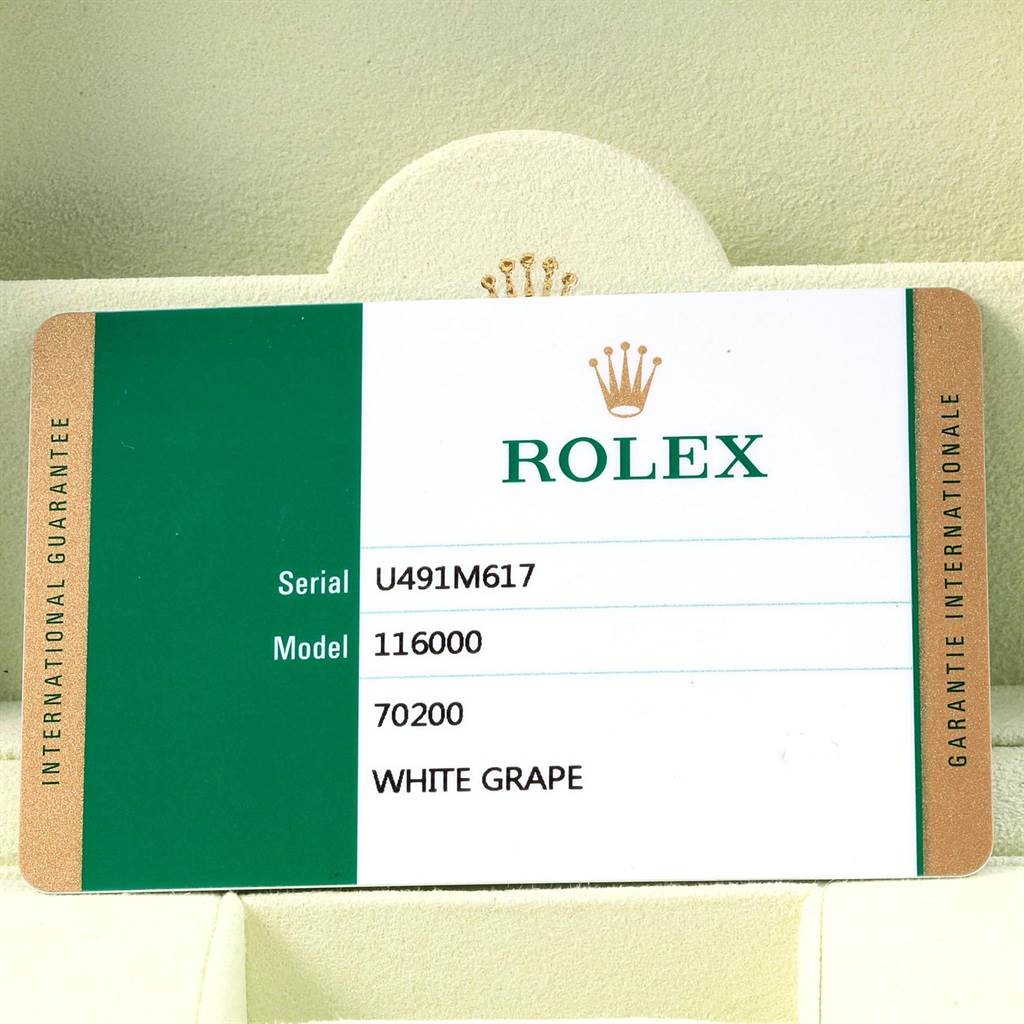 INTERNATIONAL GUARANTEE
ROLEX
Serial U491M617
Model 116000
70200
WHITE GRAPE
GARANTIE INTERNATIONALE